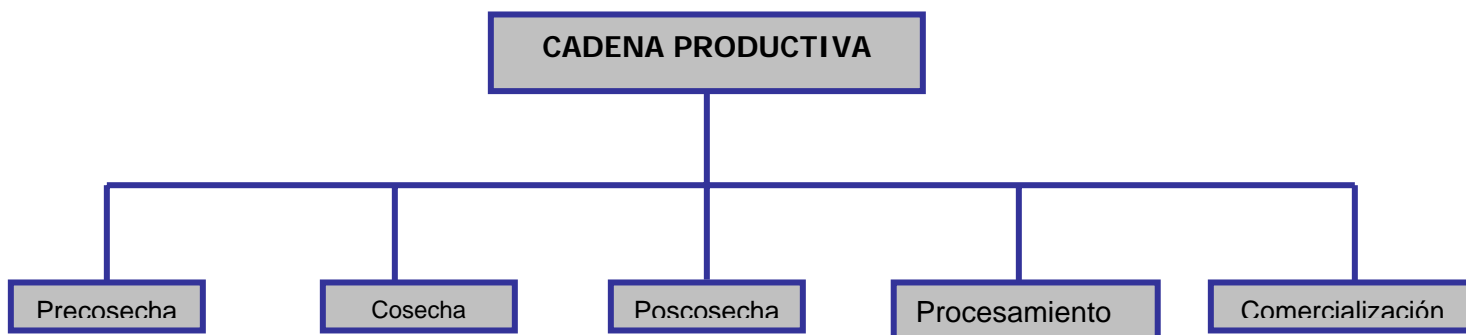 CADENA PRODUCTIVA
Precosecha
Cosecha
Poscosecha
Procesamiento
Comercialización